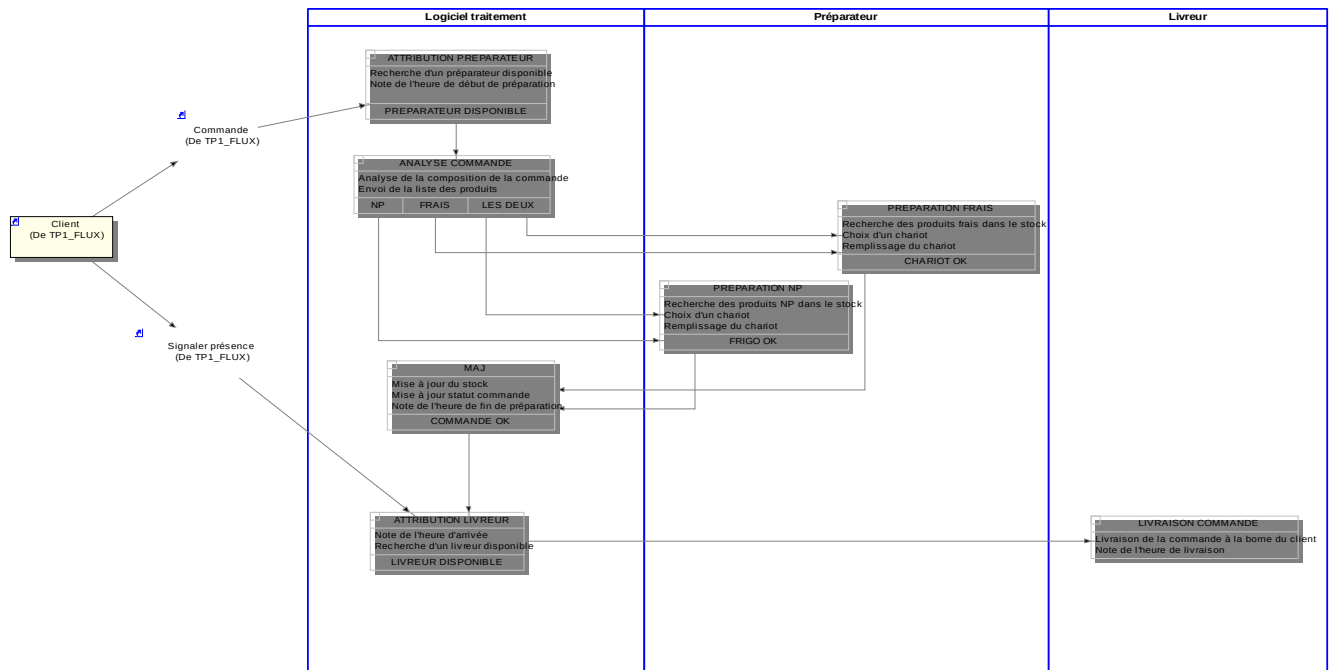 Logiciel traitement
Préparateur
Livreur
ATTRIBUTION PREPARATEUR
Recherche d'un préparateur disponible
Note de l'heure de début de préparation
PREPARATEUR DISPONIBLE
Commande
(De TP1_FLUX)
ANALYSE COMMANDE
Analyse de la composition de la commande
Envoi de la liste des produits
NP
FRAIS
LES DEUX
Client
(De TP1_FLUX)
PREPARATION FRAIS
Recherche des produits frais dans le stock
Choix d'un chariot
Remplissage du chariot
CHARIOT OK
PREPARATION NP
Recherche des produits NP dans le stock
Choix d'un chariot
Remplissage du chariot
FRIGO OK
Signaler présence
(De TP1_FLUX)
MAJ
Mise à jour du stock
Mise à jour statut commande
Note de l'heure de fin de préparation
COMMANDE OK
ATTRIBUTION LIVREUR
Note de l'heure d'arrivée
Recherche d'un livreur disponible
LIVREUR DISPONIBLE
LIVRAISON COMMANDE
Livraison de la commande à la borne du client
Note de l'heure de livraison